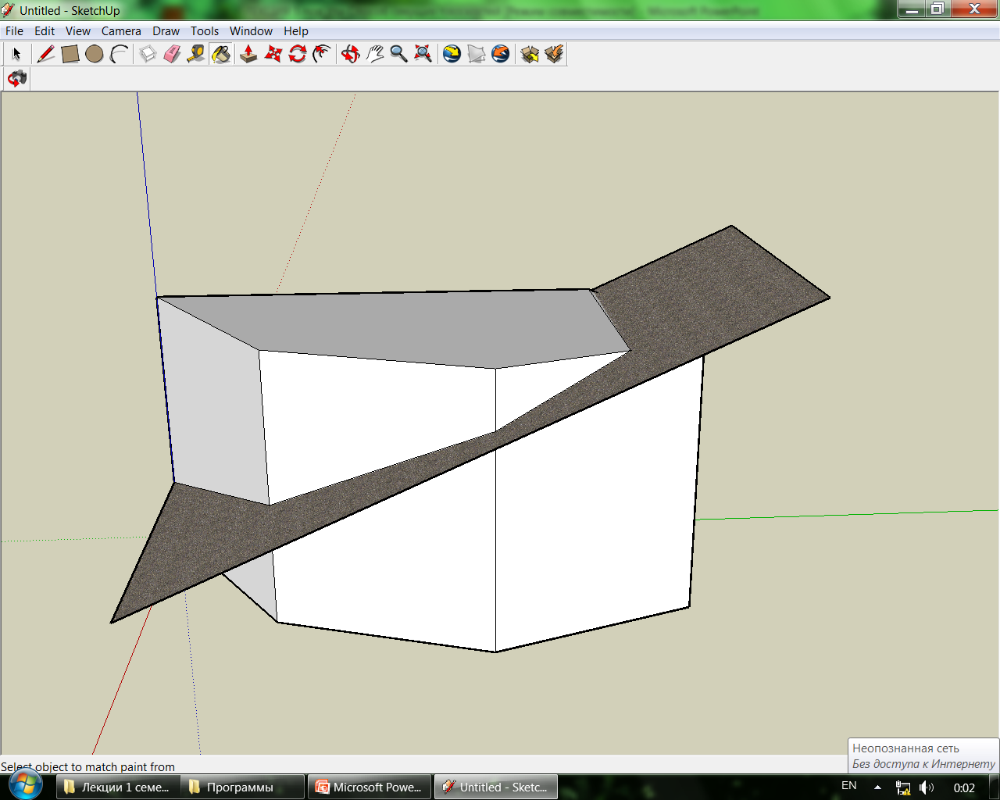 Untitled - SketchUp
File Edit View Camera Draw Tools Window Help
Неопознанная сеть
Без доступа к Интернету
Select object to match paint from
Лекции 1 семе...
Программы
Microsoft Powe...
Untitled - Sketc...
EN
0:02